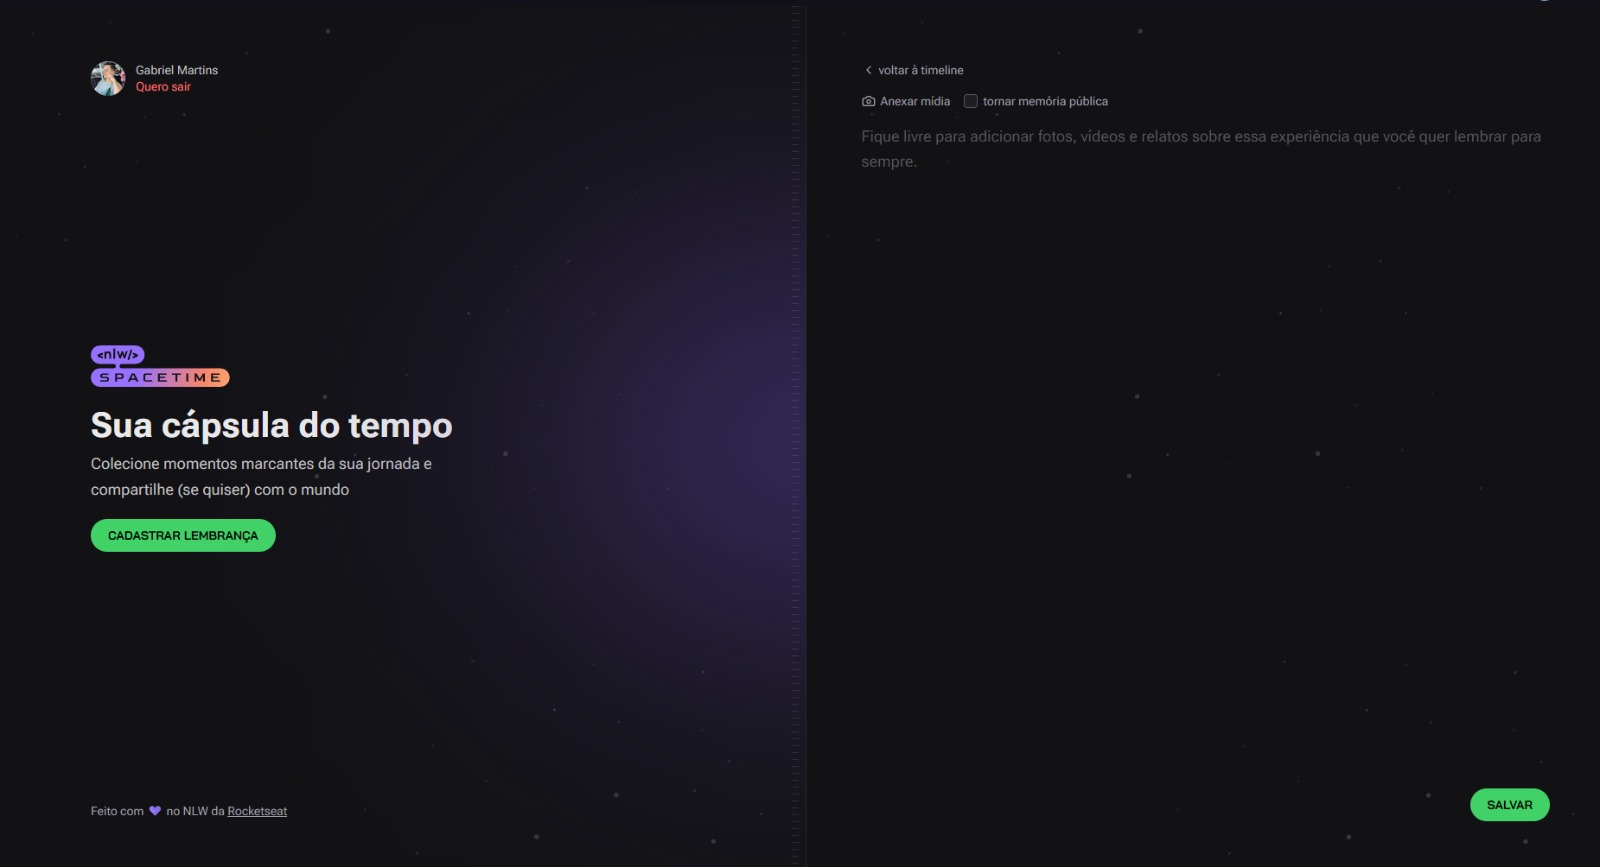 Gabriel Martins
Quero sair
<nlw/>
SPACETIME
Sua cápsula do tempo
Colecione momentos marcantes da sua jornada e
compartilhe (se quiser) com o mundo
CADASTRAR LEMBRANÇA
Feito com 💜 no NLW da Rocketseat
voltar à timeline
Anexar mídia
tornar memória pública
Fique livre para adicionar fotos, vídeos e relatos sobre essa experiência que você quer lembrar para
sempre.
SALVAR